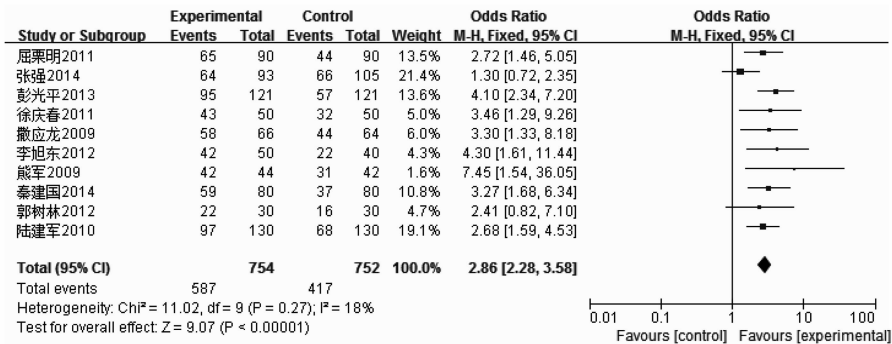 Experimental Control Odds Ratio Odds Ratio
Study or Subgroup Events Total Events Total Weight M-H, Fixed, 95% CI M-H, Fixed, 95% CI
屈栗明2011 65 90 44 90 13.5% 2.72 [1.46, 5.05]
张强2014 64 93 66 105 21.4% 1.30 [0.72, 2.35]
彭光平2013 95 121 57 121 13.6% 4.10 [2.34, 7.20]
徐庆春2011 43 50 32 50 5.0% 3.46 [1.29, 9.26]
撒应龙2009 58 66 44 64 6.0% 3.30 [1.33, 8.18]
李旭东2012 42 50 22 40 4.3% 4.30 [1.61, 11.44]
熊军2009 42 44 31 42 1.6% 7.45 [1.54, 36.05]
秦建国2014 59 80 37 80 10.8% 3.27 [1.68, 6.34]
郭树林2012 22 30 16 30 4.7% 2.41 [0.82, 7.10]
陆建军2010 97 130 68 130 19.1% 2.68 [1.59, 4.53]
Total (95% CI) 754 752 100.0% 2.86 [2.28, 3.58]
Total events 587 417
Heterogeneity: Chi² = 11.02, df = 9 (P = 0.27); I² = 18%
Test for overall effect: Z = 9.07 (P < 0.00001)
0.01 0.1 1 10 100
Favours [control] Favours [experimental]